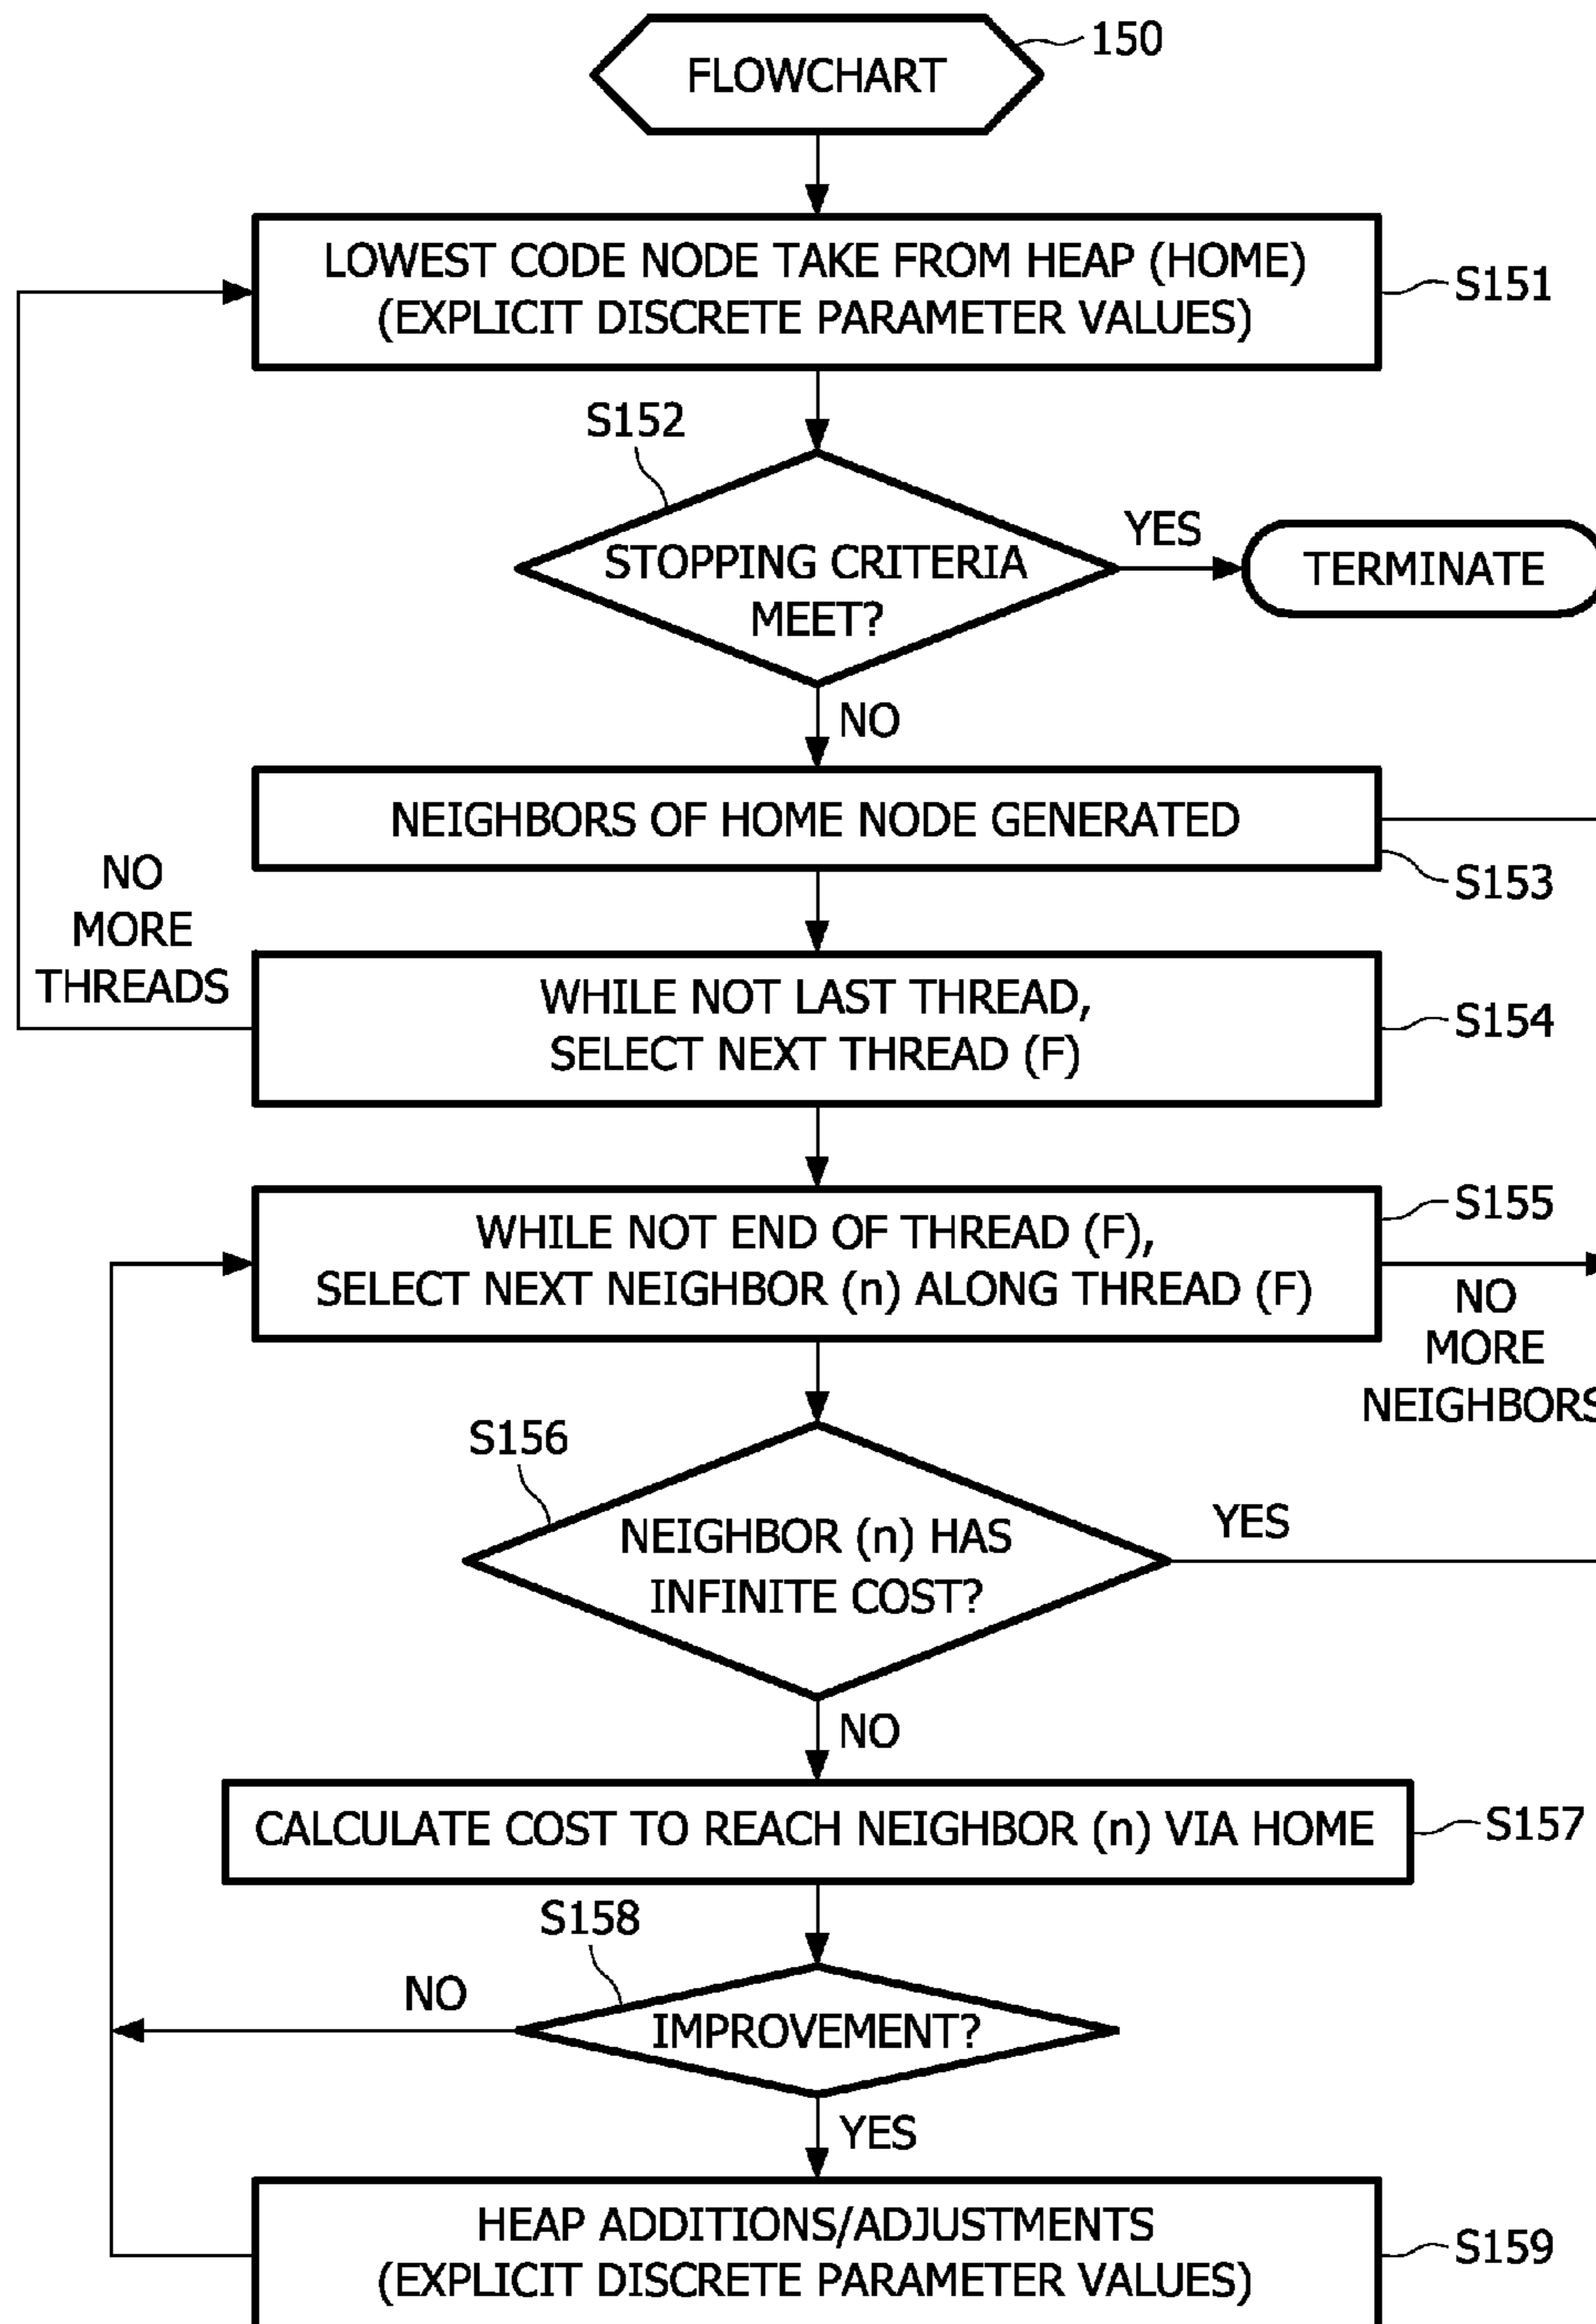 FLOWCHART
150
LOWEST CODE NODE TAKE FROM HEAP (HOME)
(EXPLICIT DISCRETE PARAMETER VALUES)
S151
S152
STOPPING CRITERIA
MEET?
YES
TERMINATE
NO
NEIGHBORS OF HOME NODE GENERATED
S153
NO
MORE
THREADS
WHILE NOT LAST THREAD,
SELECT NEXT THREAD (F)
S154
WHILE NOT END OF THREAD (F),
SELECT NEXT NEIGHBOR (n) ALONG THREAD (F)
S155
NO
MORE
NEIGHBORS
S156
NEIGHBOR (n) HAS
INFINITE COST?
YES
NO
CALCULATE COST TO REACH NEIGHBOR (n) VIA HOME
S157
S158
IMPROVEMENT?
NO
YES
HEAP ADDITIONS/ADJUSTMENTS
(EXPLICIT DISCRETE PARAMETER VALUES)
S159